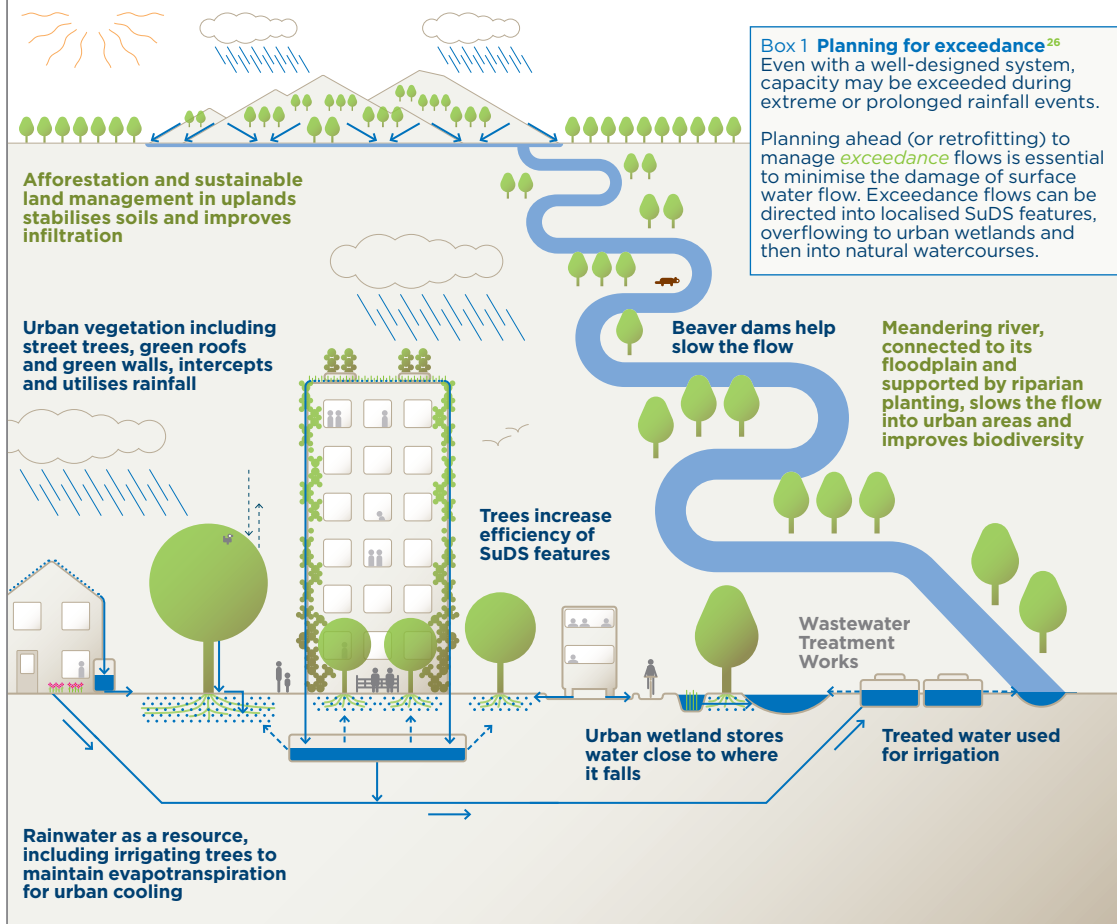 Box 1 Planning for exceedance26
Even with a well-designed system,
capacity may be exceeded during
extreme or prolonged rainfall events.
Planning ahead (or retrofitting) to
manage exceedance flows is essential
to minimise the damage of surface
water flow. Exceedance flows can be
directed into localised SuDS features,
overflowing to urban wetlands and
then into natural watercourses.
Afforestation and sustainable
land management in uplands
stabilises soils and improves
infiltration
Urban vegetation including
street trees, green roofs
and green walls, intercepts
and utilises rainfall
Beaver dams help
slow the flow
Meandering river,
connected to its
floodplain and
supported by riparian
planting, slows the flow
into urban areas and
improves biodiversity
Trees increase
efficiency of
SuDS features
Wastewater
Treatment
Works
Urban wetland stores
water close to where
it falls
Treated water used
for irrigation
Rainwater as a resource,
including irrigating trees to
maintain evapotranspiration
for urban cooling